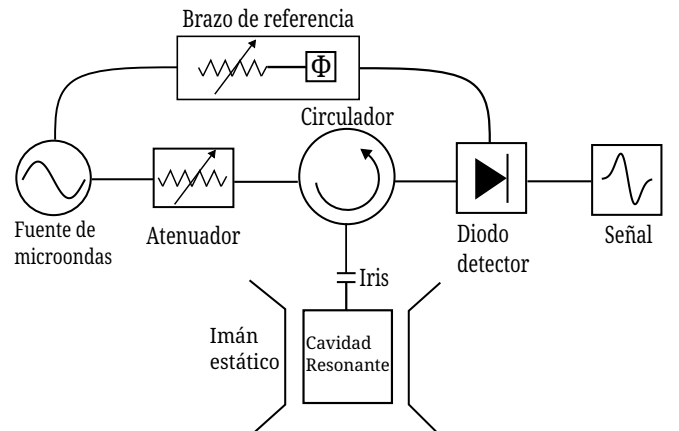 Brazo de referencia
Φ
Circulador
Fuente de
microondas
Atenuador
Diodo
detector
Señal
Iris
Imán
estático
Cavidad
Resonante